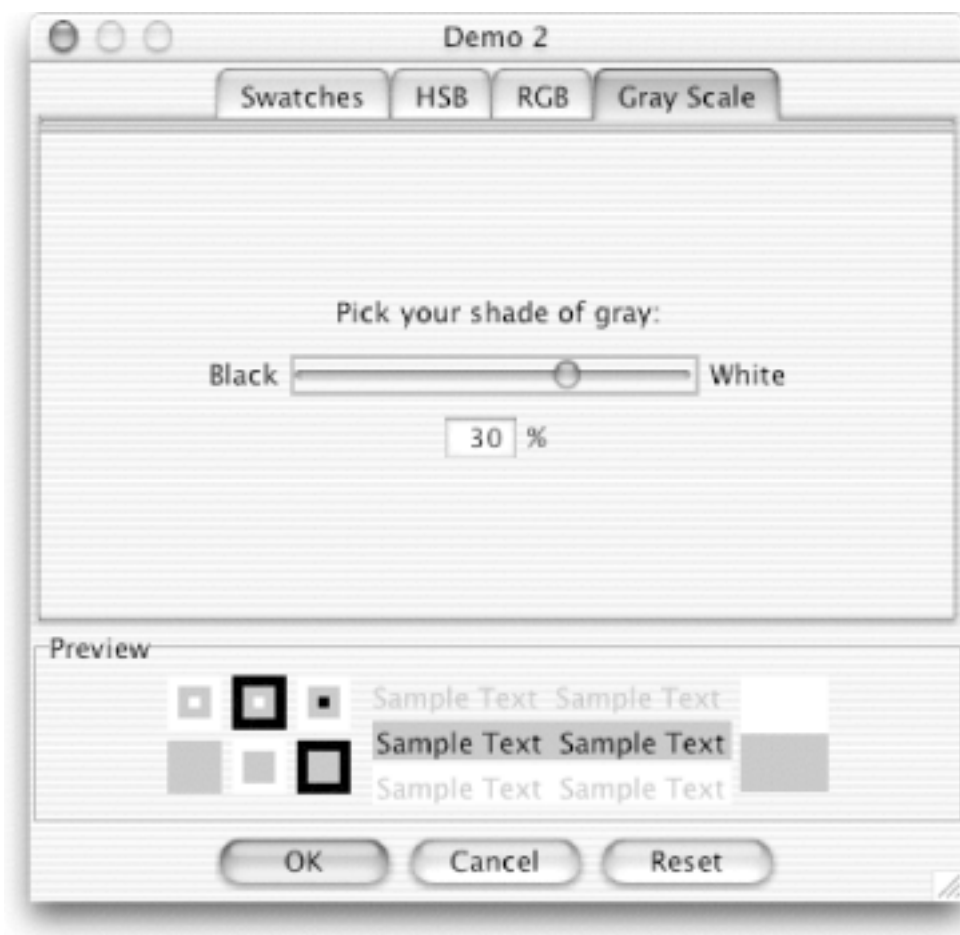 Demo 2
Swatches HSB RGB Gray Scale
Pick your shade of gray:
Black White
30 %
Preview
Sample Text Sample Text
Sample Text Sample Text
Sample Text Sample Text
OK Cancel Reset